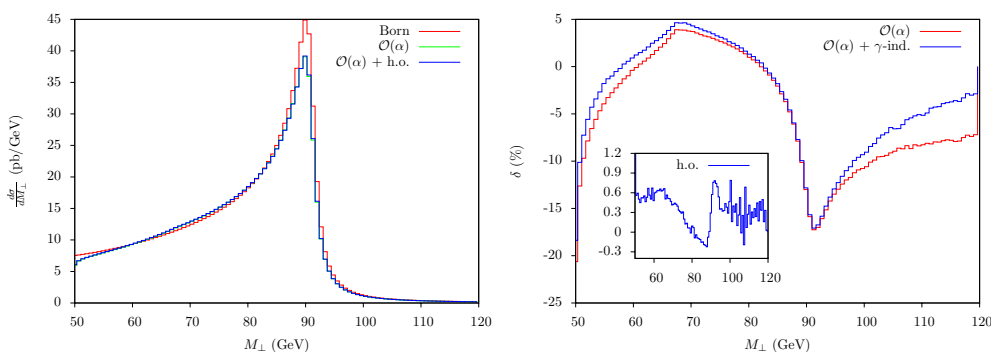 45
40
35
30
25
20
15
10
5
0
50 60 70 80 90 100 110 120
dσ/dM⊥ (pb/GeV)
M⊥ (GeV)
Born
O(α)
O(α) + h.o.
5
0
-5
-10
-15
-20
-25
50 60 70 80 90 100 110 120
δ (%)
M⊥ (GeV)
O(α)
O(α) + γ-ind.
h.o.
1.2
0.9
0.6
0.3
0
-0.3
60 80 100 120